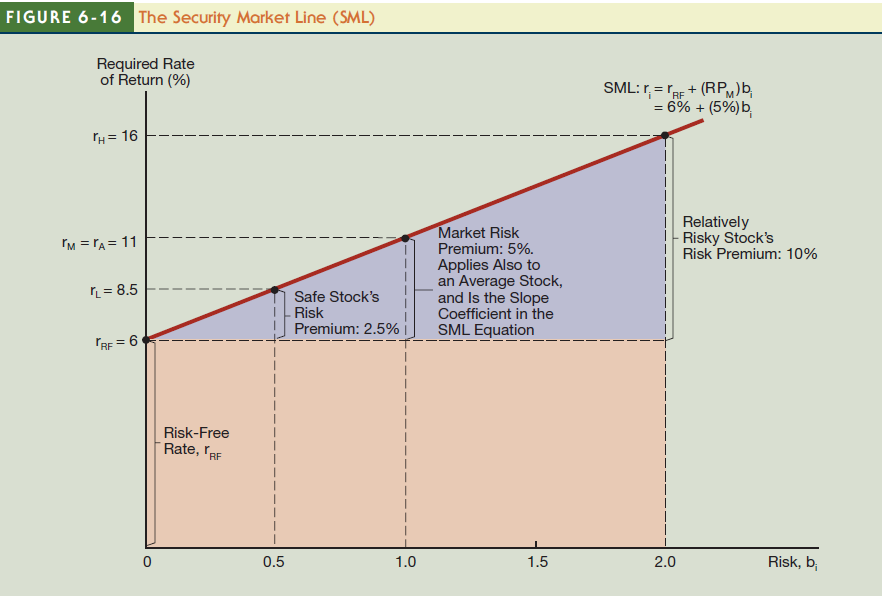 FIGURE 6-16 The Security Market Line (SML)
Required Rate
of Return (%)
SML: rᵢ = r_RF + (RP_M)bᵢ
= 6% + (5%)bᵢ
r_H = 16
Relatively
Risky Stock's
Risk Premium: 10%
Market Risk
Premium: 5%.
Applies Also to
an Average Stock,
and Is the Slope
Coefficient in the
SML Equation
r_M = r_A = 11
r_L = 8.5
Safe Stock's
Risk
Premium: 2.5%
r_RF = 6
Risk-Free
Rate, r_RF
0 0.5 1.0 1.5 2.0 Risk, bᵢ